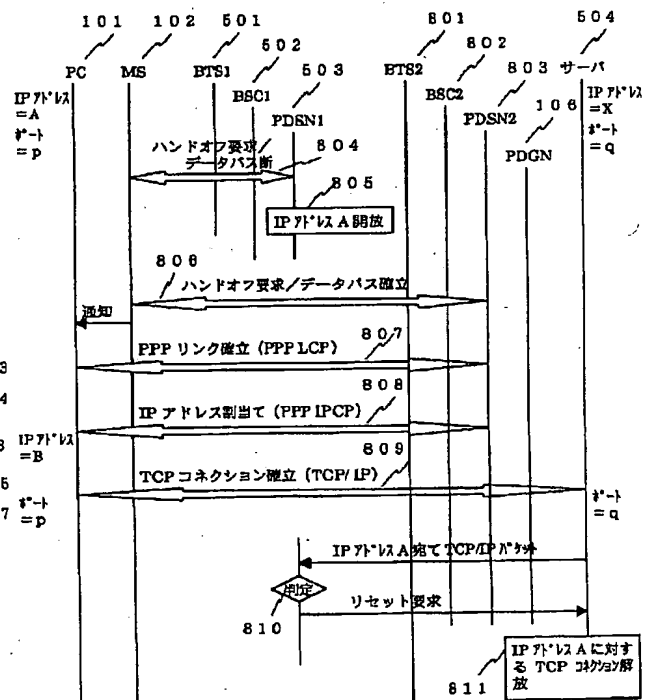 101 102 501 801 504
502 802
PC MS BTS1 503 BTS2 803 サーバ
BSC1 BSC2 106
PDSN1 PDSN2
PDGN
IPアドレス
=A
ポート
=p
IPアドレス
=X
ポート
=q
ハンドオフ要求/
データパス断
804
805
IPアドレスA開放
806
ハンドオフ要求/データパス確立
通知
807
PPPリンク確立 (PPP LCP)
808
IPアドレス割当て (PPP IPCP)
IPアドレス
=B
809
TCPコネクション確立 (TCP/IP)
ポート
=p
ポート
=q
IPアドレスA宛てTCP/IPパケット
判定
リセット要求
810
IPアドレスAに対す
る TCP コネクション解
放
811
3
4
3
5
7